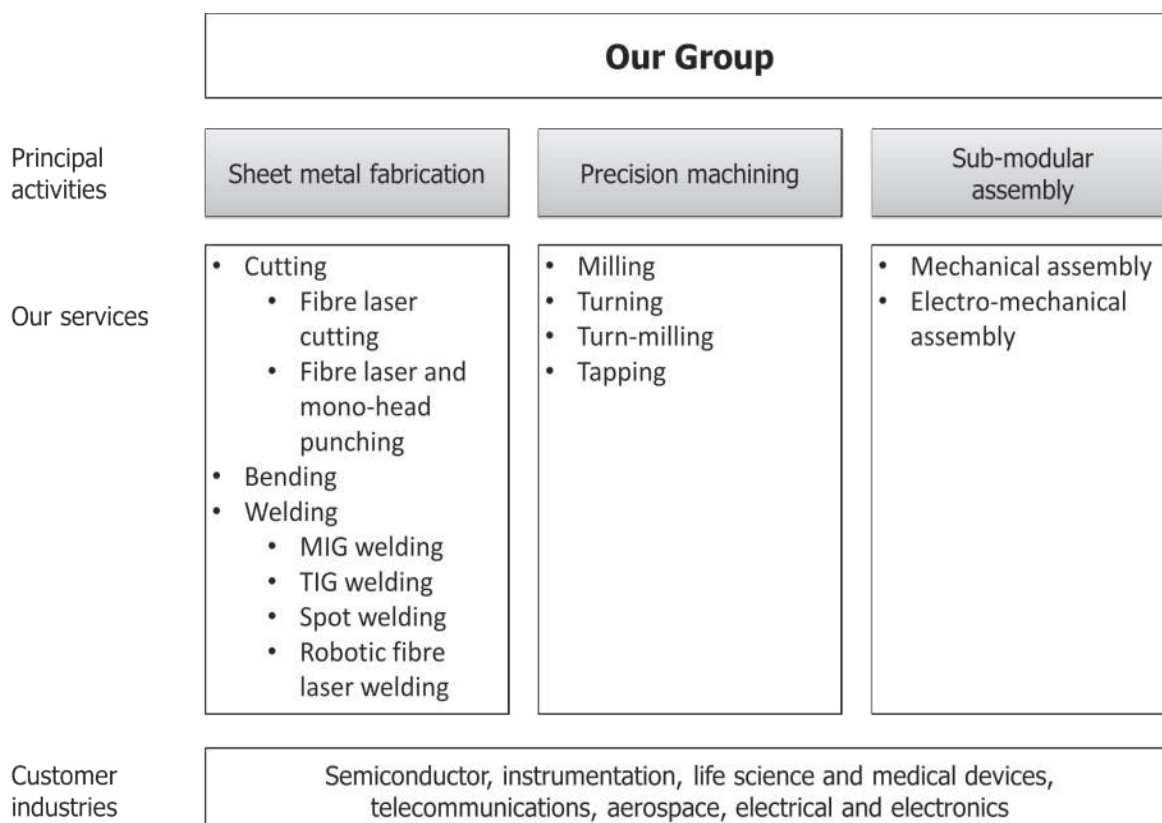 Our Group
Principal
activities
Sheet metal fabrication
Precision machining
Sub-modular
assembly
Our services
• Cutting
• Fibre laser
cutting
• Fibre laser and
mono-head
punching
• Bending
• Welding
• MIG welding
• TIG welding
• Spot welding
• Robotic fibre
laser welding
• Milling
• Turning
• Turn-milling
• Tapping
• Mechanical assembly
• Electro-mechanical
assembly
Customer
industries
Semiconductor, instrumentation, life science and medical devices,
telecommunications, aerospace, electrical and electronics